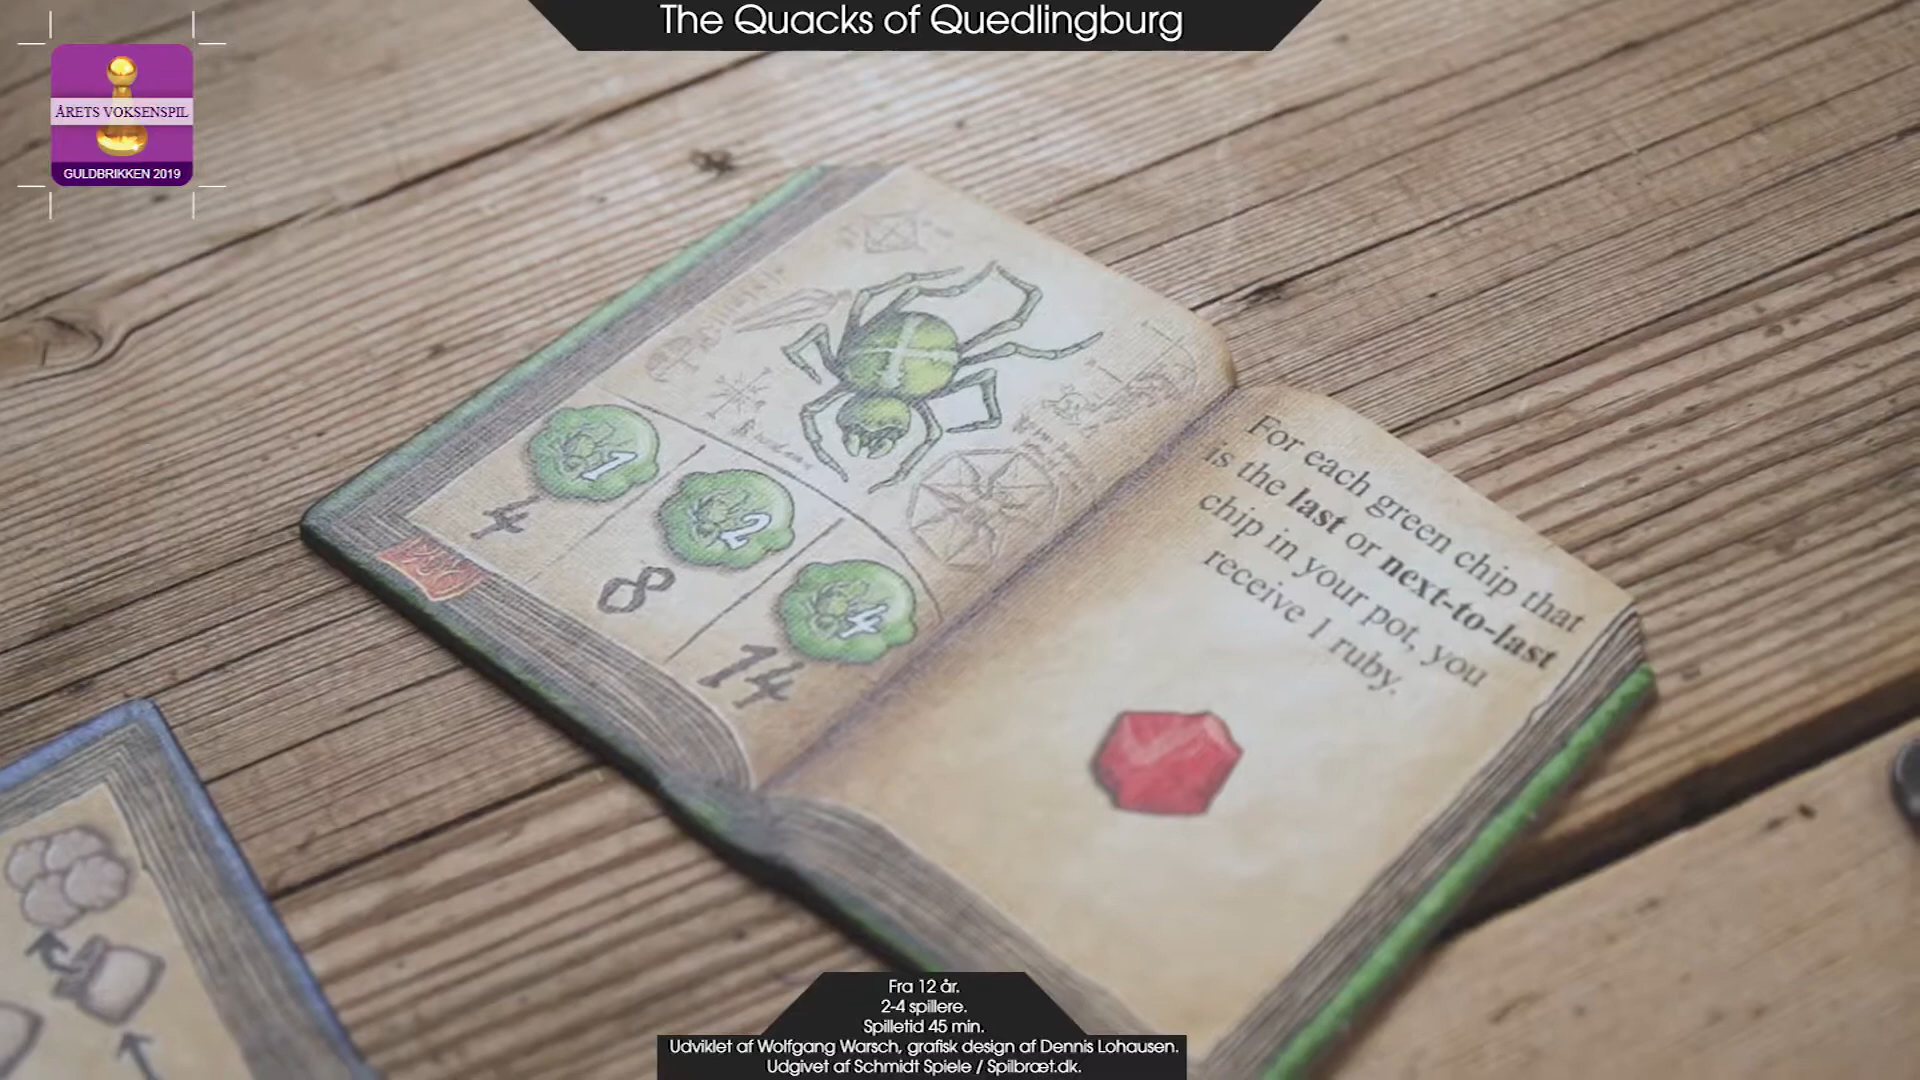 The Quacks of Quedlingburg
ÅRETS VOKSENSPIL
GULDBRIKKEN 2019
1
4
2
8
4
14
For each green chip that
is the last or next-to-last
chip in your pot, you
receive 1 ruby.
Fra 12 år.
2-4 spillere.
Spilletid 45 min.
Udviklet af Wolfgang Warsch, grafisk design af Dennis Lohausen.
Udgivet af Schmidt Spiele / Spilbræt.dk.